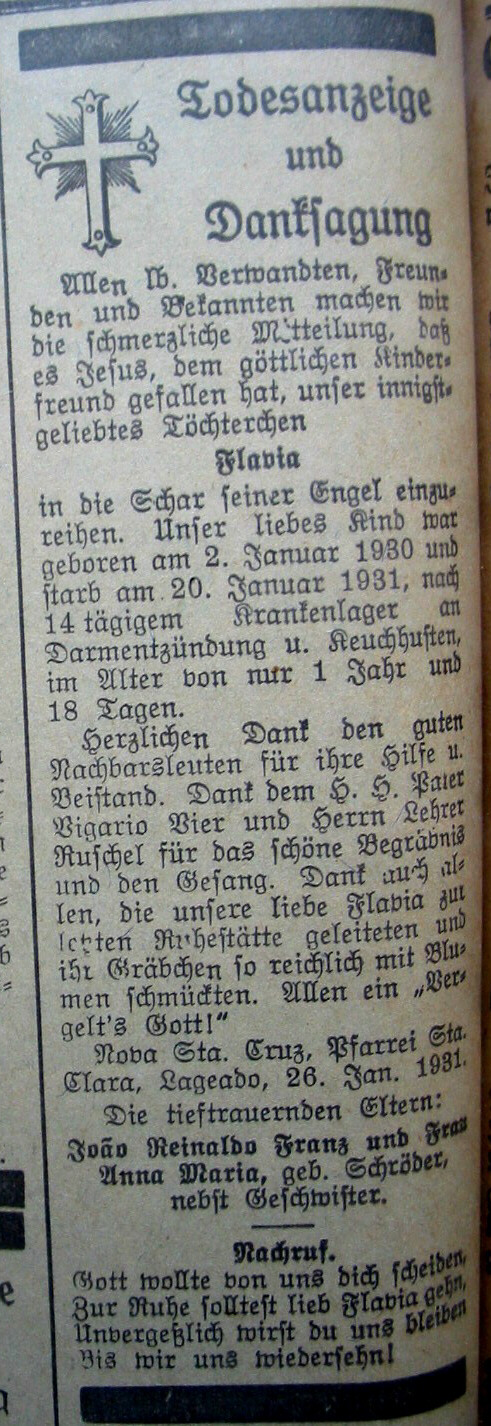 Todesanzeige
und
Danksagung
Allen lb. Verwandten, Freun-
den und Bekannten machen wir
die schmerzliche Mitteilung, daß
es Jesus, dem göttlichen Kinder-
freund gefallen hat, unser innigst-
geliebtes Töchterchen
Flavia
in die Schar seiner Engel einzu-
reihen. Unser liebes Kind war
geboren am 2. Januar 1930 und
starb am 20. Januar 1931, nach
14 tägigem Krankenlager an
Darmentzündung u. Keuchhusten,
im Alter von nur 1 Jahr und
18 Tagen.
Herzlichen Dank den guten
Nachbarsleuten für ihre Hilfe u.
Beistand. Dank dem H. H. Pater
Vigario Vier und Herrn Lehrer
Ruschel für das schöne Begräbnis
und den Gesang. Dank auch al-
len, die unsere liebe Flavia zur
letzten Ruhestätte geleiteten und
ihr Gräbchen so reichlich mit Blu-
men schmückten. Allen ein „Ver-
gelt's Gott!"
Nova Sta. Cruz, Pfarrei Sta.
Clara, Lageado, 26. Jan. 1931.
Die tieftrauernden Eltern:
João Reinaldo Franz und Frau
Anna Maria, geb. Schröder,
nebst Geschwister.
Nachruf.
Gott wollte von uns dich scheiden,
Zur Ruhe solltest lieb Flavia gehn,
Unvergeßlich wirst du uns bleiben
Bis wir uns wiedersehn!